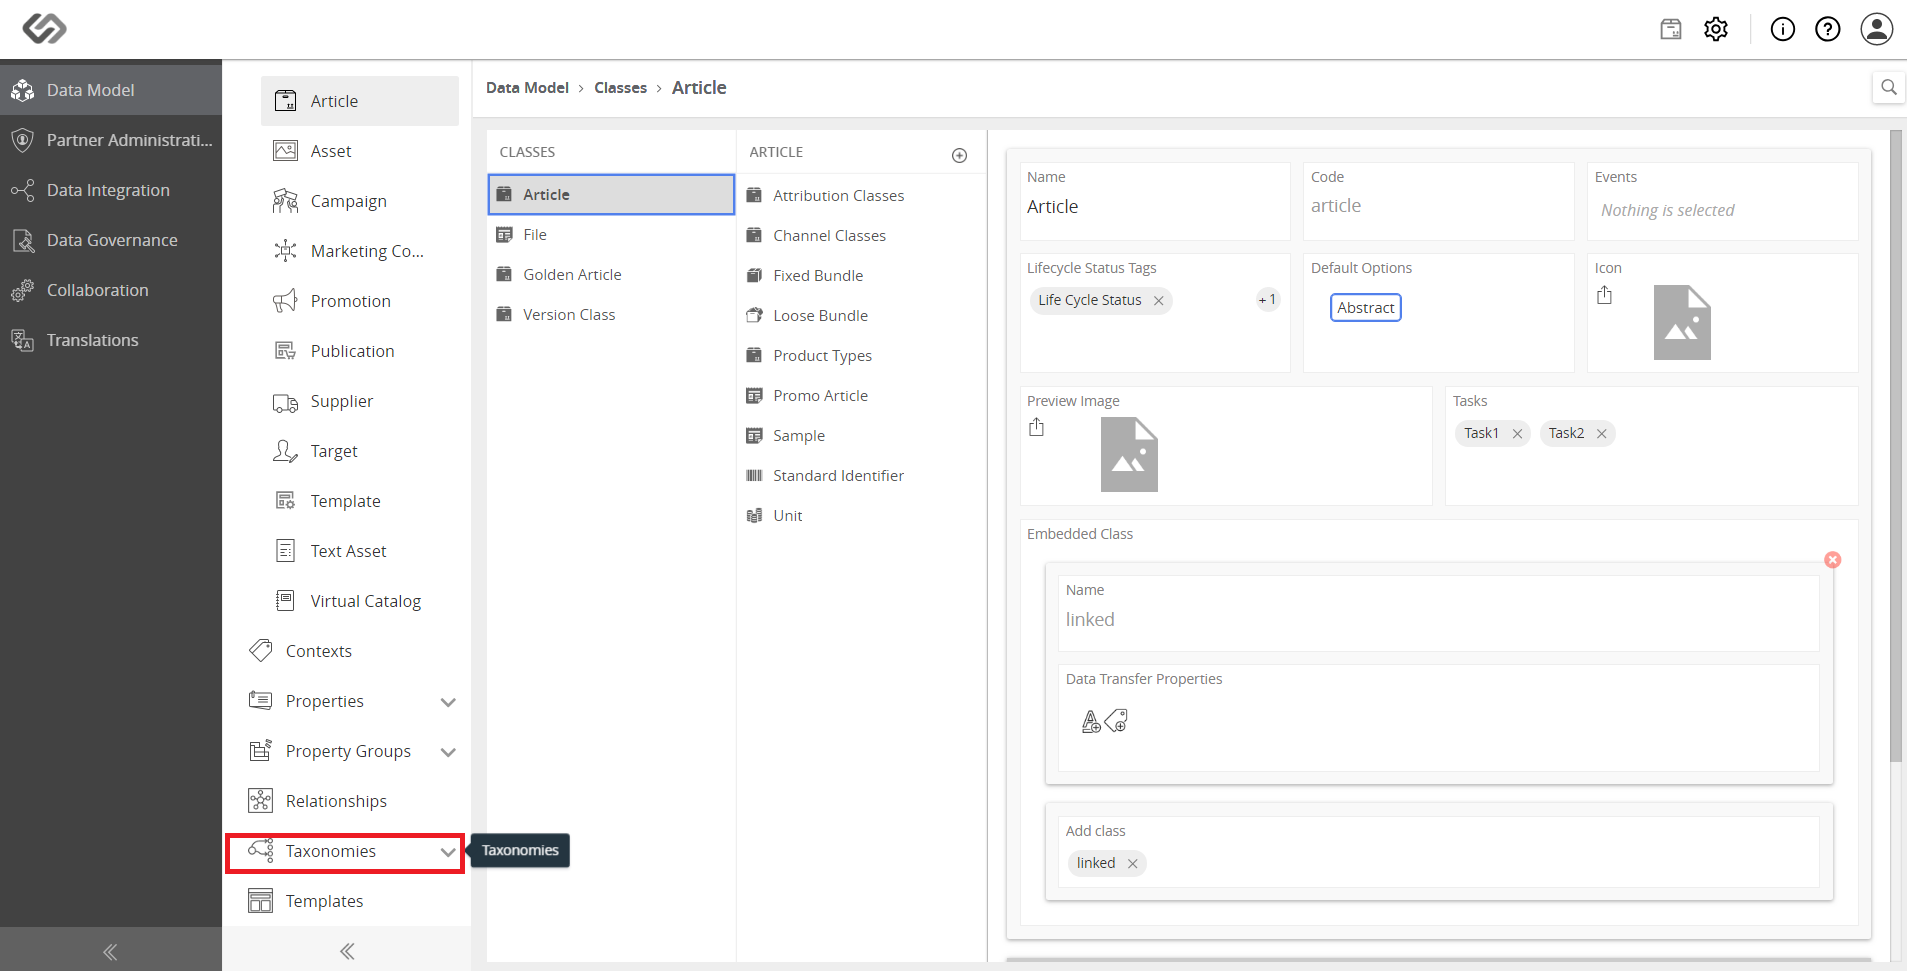 Data Model
Partner Administrati...
Data Integration
Data Governance
Collaboration
Translations
Article
Asset
Campaign
Marketing Co...
Promotion
Publication
Supplier
Target
Template
Text Asset
Virtual Catalog
Contexts
Properties
Property Groups
Relationships
Taxonomies
Templates
Taxonomies
Data Model › Classes › Article
CLASSES
Article
File
Golden Article
Version Class
ARTICLE
Attribution Classes
Channel Classes
Fixed Bundle
Loose Bundle
Product Types
Promo Article
Sample
Standard Identifier
Unit
Name
Article
Code
article
Events
Nothing is selected
Lifecycle Status Tags
Life Cycle Status
+1
Default Options
Abstract
Icon
Preview Image
Tasks
Task1
Task2
Embedded Class
Name
linked
Data Transfer Properties
Add class
linked